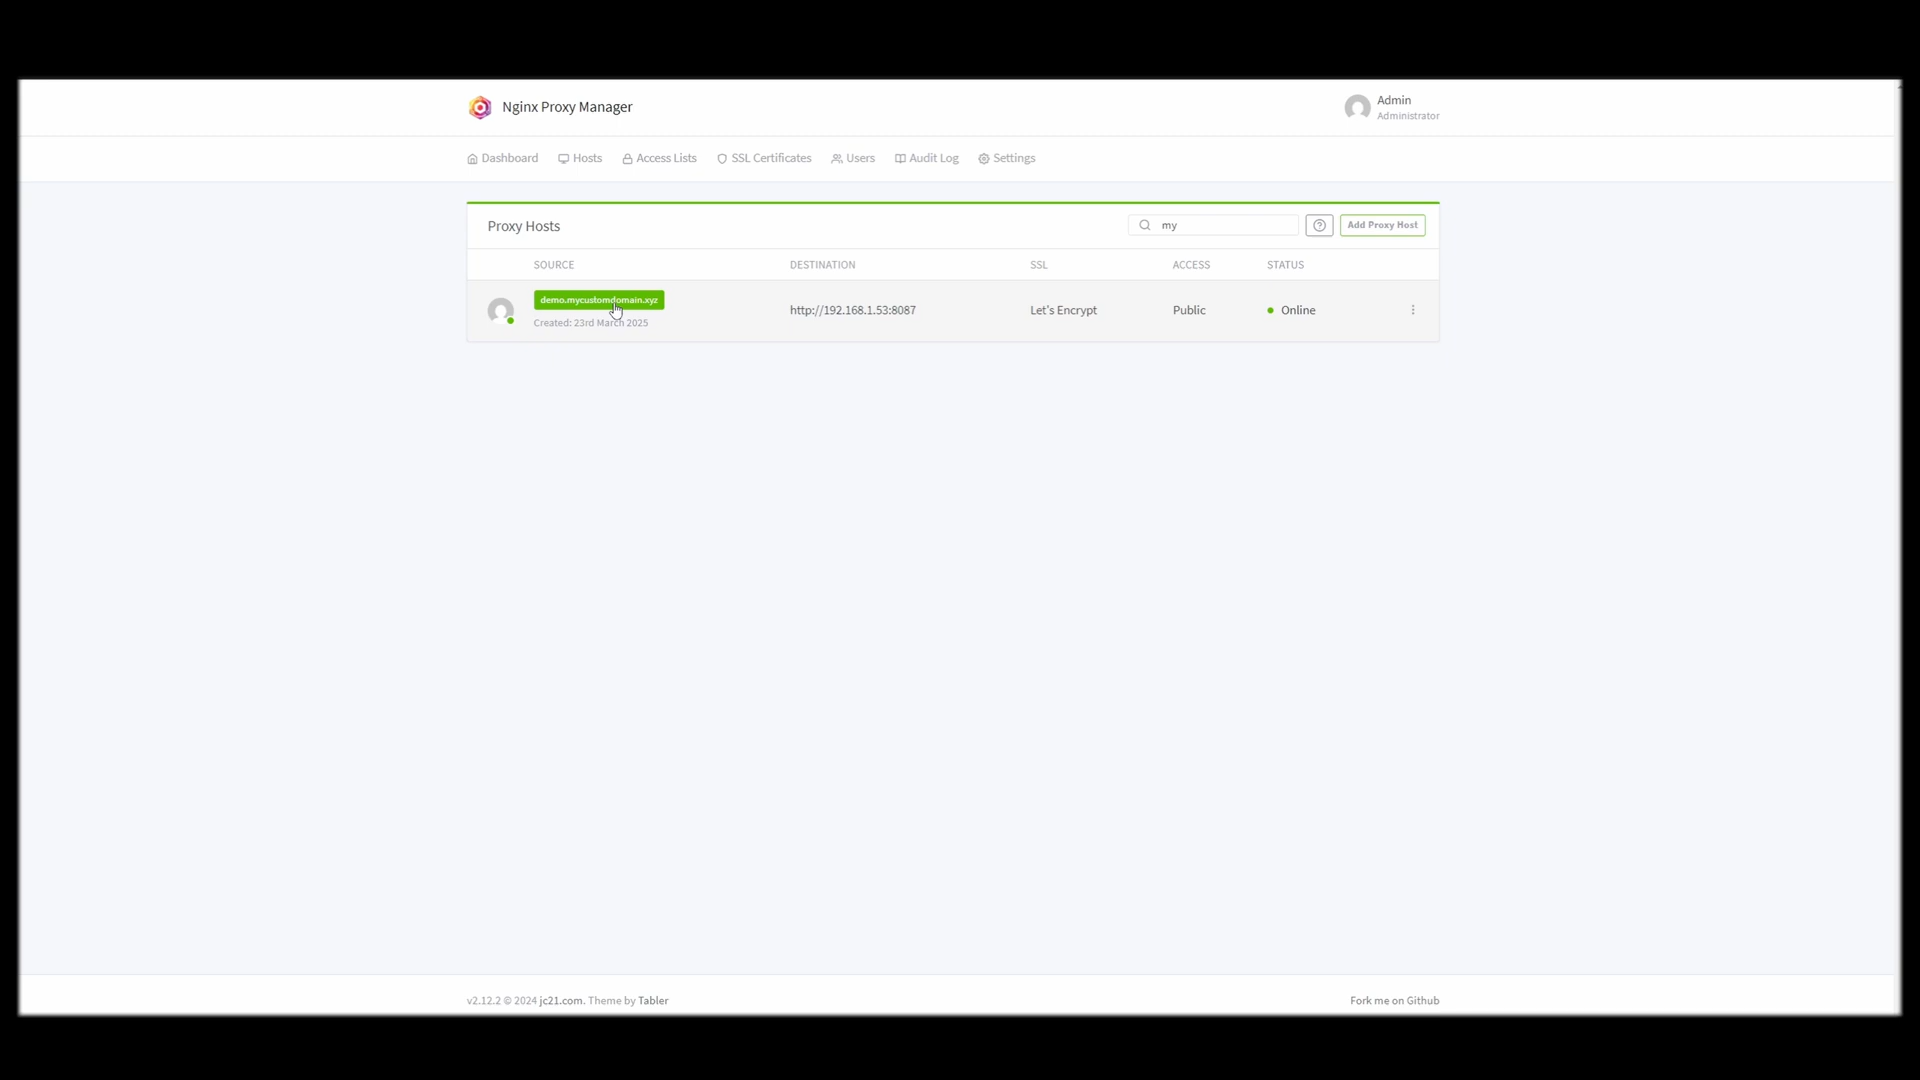 Nginx Proxy Manager
Admin
Administrator
Dashboard Hosts Access Lists SSL Certificates Users Audit Log Settings
Proxy Hosts my Add Proxy Host
SOURCE DESTINATION SSL ACCESS STATUS
demo.mycustomdomain.xyz
Created: 23rd March 2025
http://192.168.1.53:8087 Let's Encrypt Public Online
v2.12.2 © 2024 jc21.com. Theme by Tabler Fork me on Github